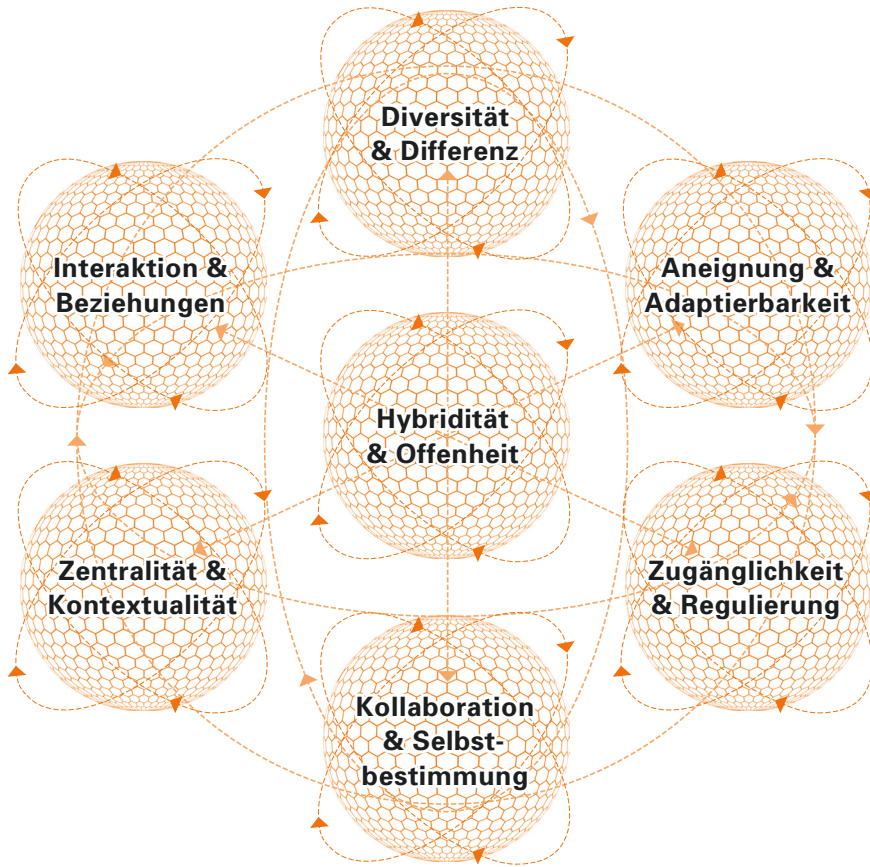 Diversität
& Differenz
Interaktion &
Beziehungen
Aneignung &
Adaptierbarkeit
Hybridität
& Offenheit
Zentralität &
Kontextualität
Zugänglichkeit
& Regulierung
Kollaboration
& Selbst-
bestimmung